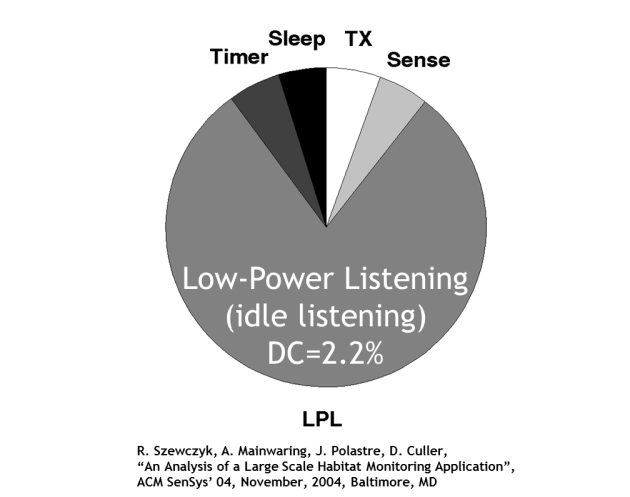 Sleep TX
Timer Sense
Low-Power Listening
(idle listening)
DC=2.2%
LPL
R. Szewczyk, A. Mainwaring, J. Polastre, D. Culler,
“An Analysis of a Large Scale Habitat Monitoring Application”,
ACM SenSys’ 04, November, 2004, Baltimore, MD